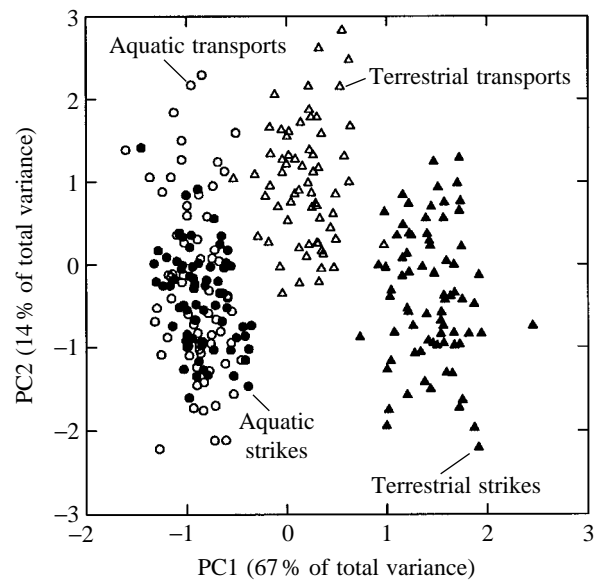 3
Aquatic transports
Terrestrial transports
2
1
0
−1
−2
−3
PC2 (14 % of total variance)
Aquatic
strikes
Terrestrial strikes
−2
−1
0
1
2
3
PC1 (67 % of total variance)